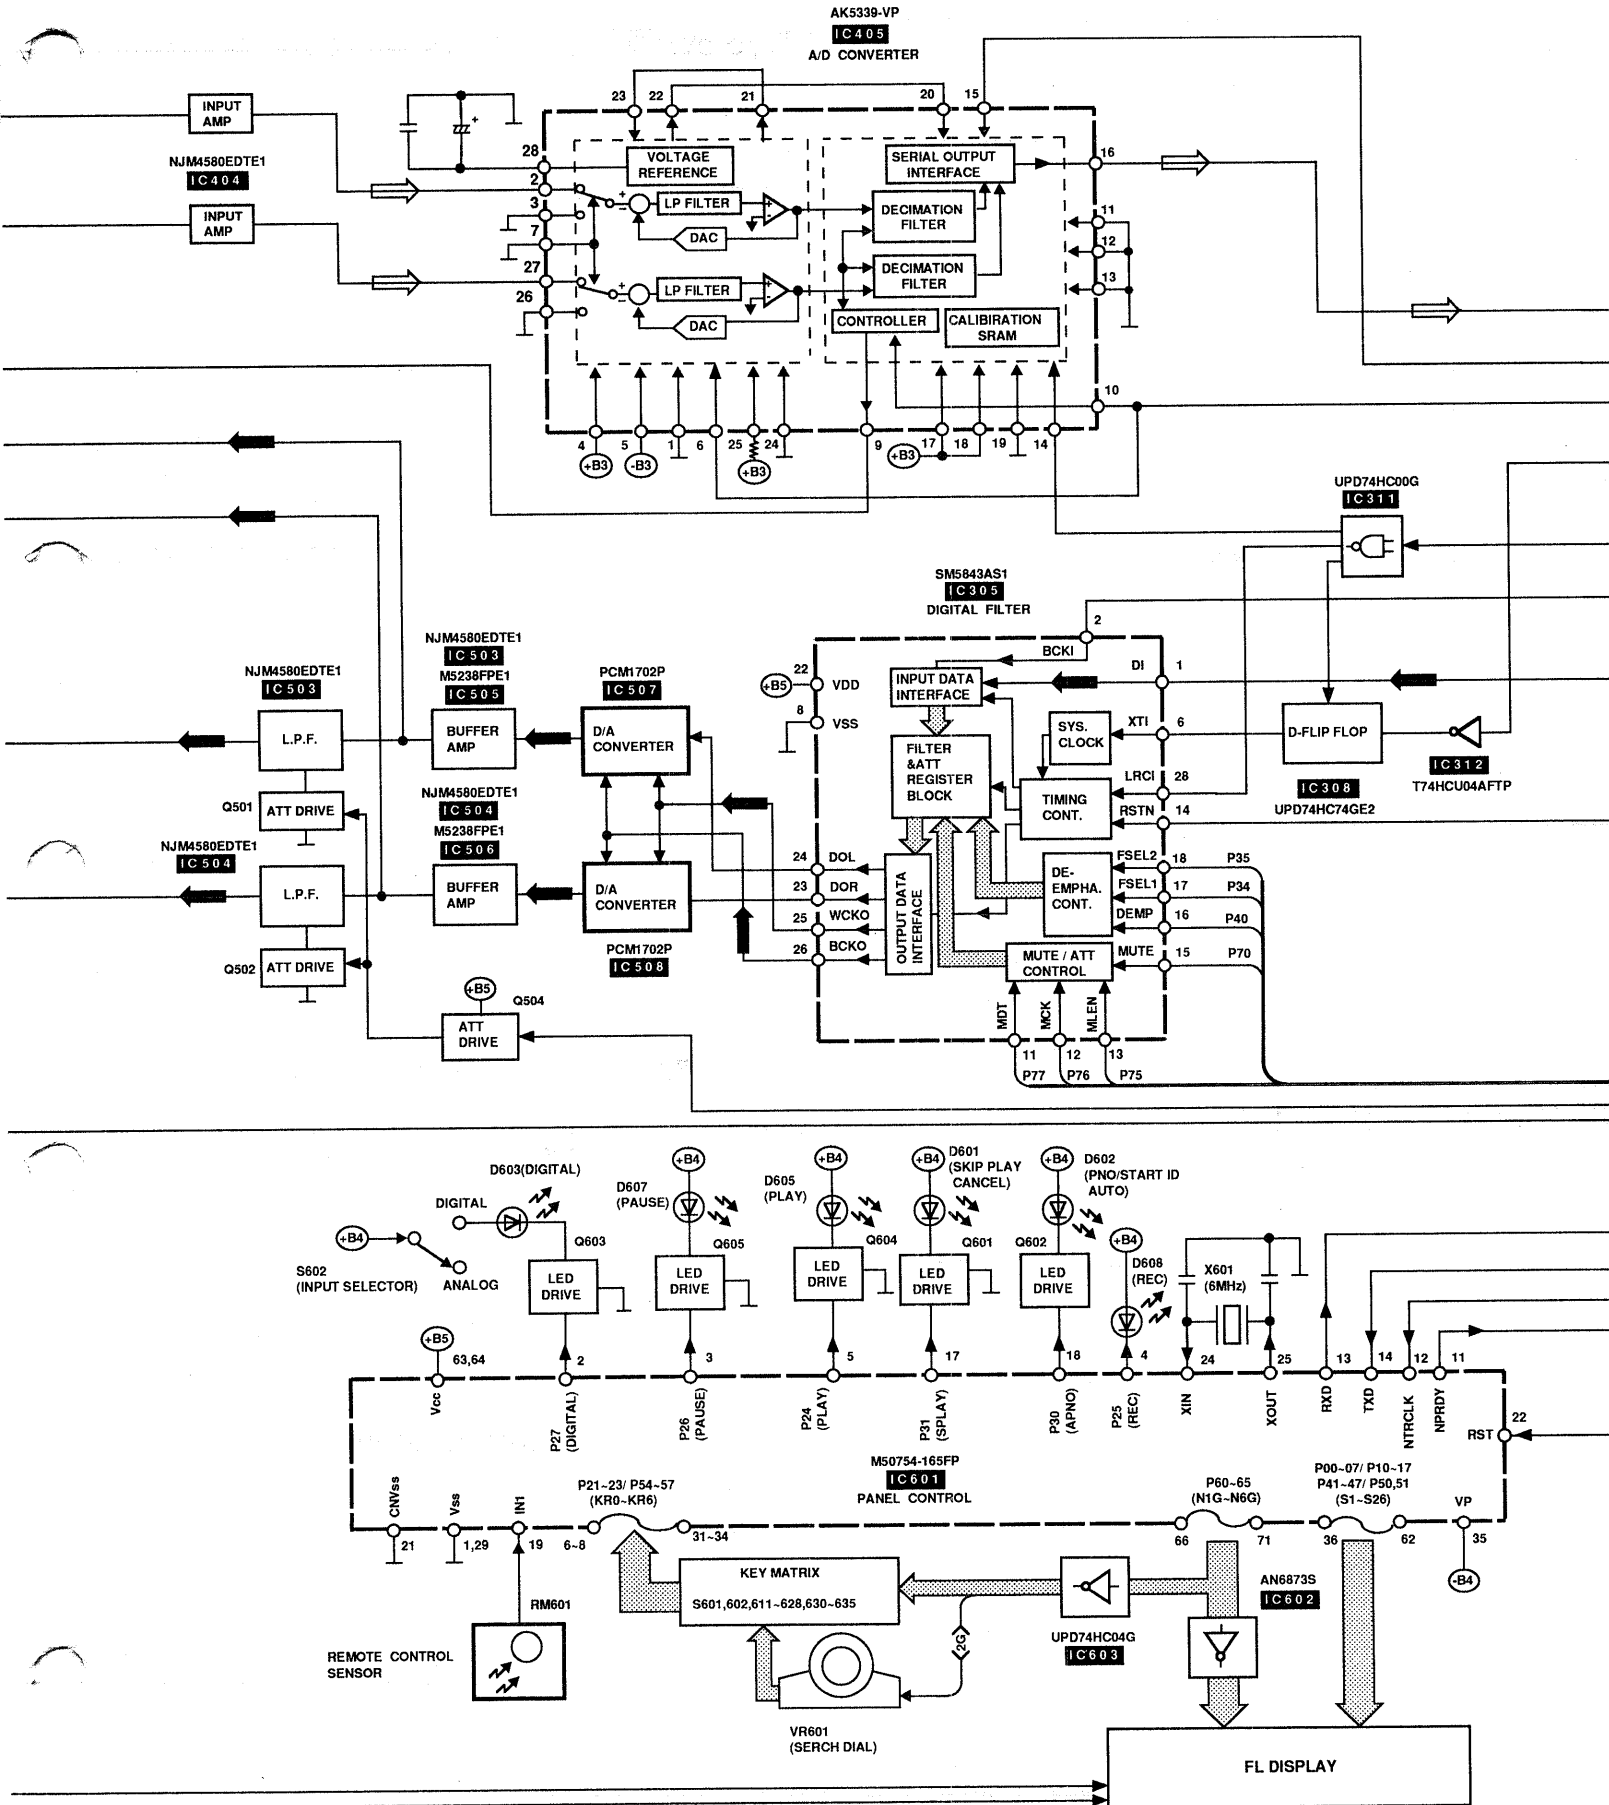 AK5339-VP
IC405
A/D CONVERTER
INPUT
AMP
NJM4580EDTE1
IC404
INPUT
AMP
23
22
21
20
15
28
2
3
7
27
26
VOLTAGE
REFERENCE
+
+
−
LP FILTER
+
-
DAC
+
−
LP FILTER
+
-
DAC
SERIAL OUTPUT
INTERFACE
DECIMATION
FILTER
DECIMATION
FILTER
CONTROLLER
CALIBIRATION
SRAM
16
11
12
13
10
4
5
1
6
25
24
9
17
18
19
14
+B3
-B3
+B3
+B3
UPD74HC00G
IC311
SM5843AS1
IC305
DIGITAL FILTER
2
BCKI
DI
1
22
+B5
VDD
8
VSS
INPUT DATA
INTERFACE
SYS.
CLOCK
XTI
6
FILTER
&ATT
REGISTER
BLOCK
TIMING
CONT.
LRCI
28
RSTN
14
D-FLIP FLOP
IC308
UPD74HC74GE2
IC312
T74HCU04AFTP
NJM4580EDTE1
IC503
NJM4580EDTE1
IC503
M5238FPE1
IC505
PCM1702P
IC507
L.P.F.
BUFFER
AMP
D/A
CONVERTER
Q501
ATT DRIVE
NJM4580EDTE1
IC504
M5238FPE1
IC506
NJM4580EDTE1
IC504
L.P.F.
BUFFER
AMP
D/A
CONVERTER
PCM1702P
IC508
Q502
ATT DRIVE
+B5
Q504
ATT
DRIVE
24
DOL
23
DOR
25
WCKO
26
BCKO
OUTPUT DATA
INTERFACE
DE-
EMPHA.
CONT.
FSEL2
18
P35
FSEL1
17
P34
DEMP
16
P40
MUTE
15
P70
MUTE / ATT
CONTROL
MDT
MCK
MLEN
11
12
13
P77
P76
P75
D603(DIGITAL)
DIGITAL
+B4
S602
(INPUT SELECTOR)
ANALOG
Q603
LED
DRIVE
+B4
D607
(PAUSE)
Q605
LED
DRIVE
+B4
D605
(PLAY)
Q604
LED
DRIVE
+B4
D601
(SKIP PLAY
CANCEL)
Q601
LED
DRIVE
+B4
D602
(PNO/START ID
AUTO)
Q602
LED
DRIVE
+B4
D608
(REC)
X601
(6MHz)
+B5
63,64
2
3
5
17
18
4
24
25
13
14
12
11
Vcc
P27
(DIGITAL)
P26
(PAUSE)
P24
(PLAY)
P31
(SPLAY)
P30
(APNO)
P25
(REC)
XIN
XOUT
RXD
TXD
NTRCLK
NPRDY
RST
22
M50754-165FP
IC601
PANEL CONTROL
CNVss
Vss
IN1
P21~23/ P54~57
(KR0~KR6)
P60~65
(N1G~N6G)
P00~07/ P10~17
P41~47/ P50,51
(S1~S26)
VP
21
1,29
19
6~8
31~34
66
71
36
62
35
-B4
KEY MATRIX
S601,602,611~628,630~635
AN6873S
IC602
UPD74HC04G
IC603
2G
RM601
REMOTE CONTROL
SENSOR
VR601
(SERCH DIAL)
FL DISPLAY